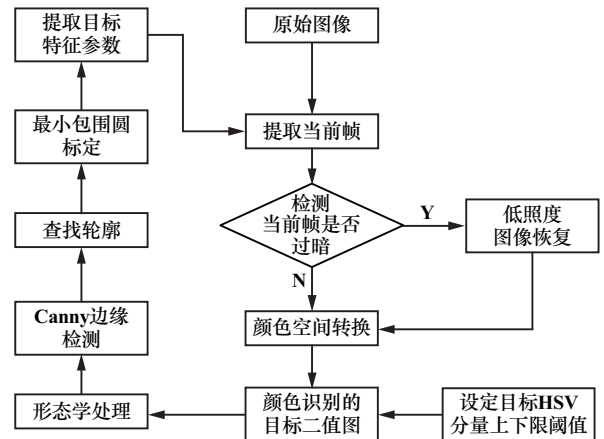 提取目标
特征参数
原始图像
最小包围圆
标定
提取当前帧
检测
当前帧是否
过暗
Y
低照度
图像恢复
查找轮廓
N
Canny边缘
检测
颜色空间转换
形态学处理
颜色识别的
目标二值图
设定目标HSV
分量上下限阈值